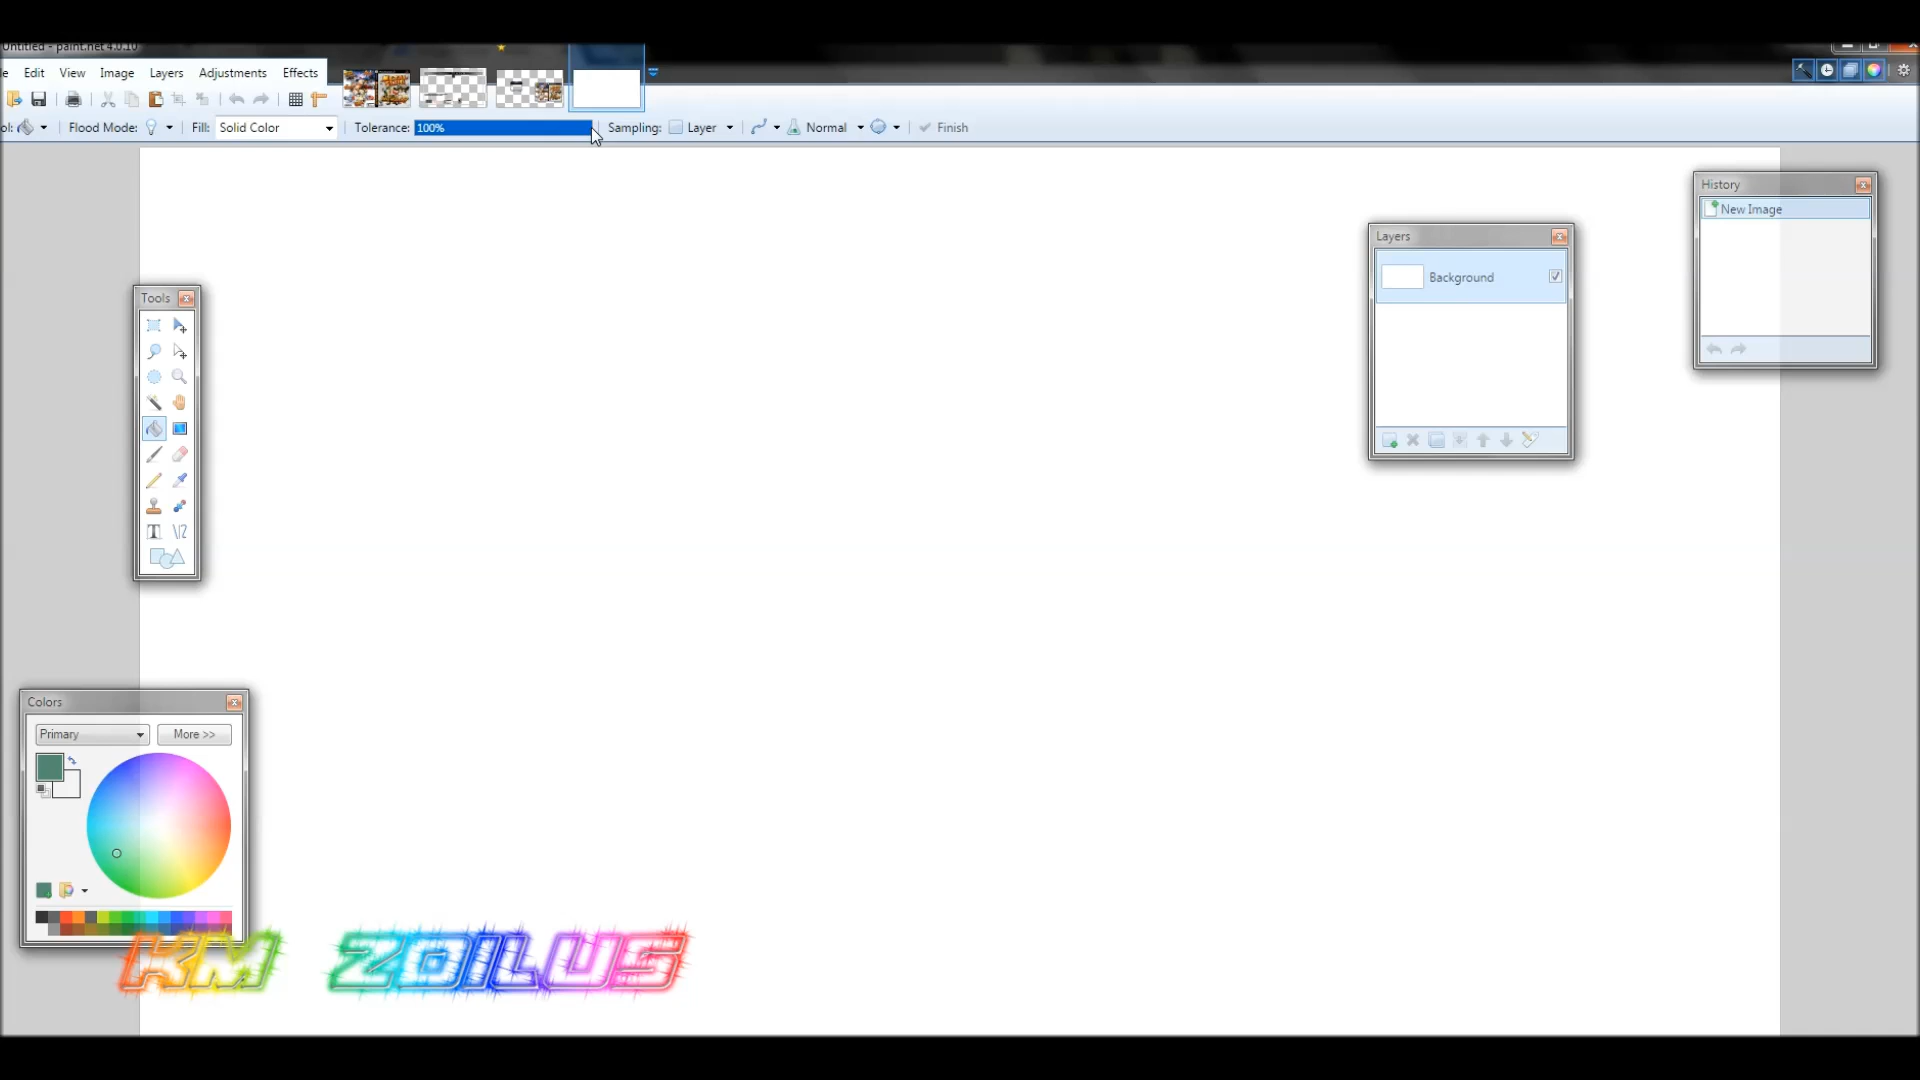 Untitled - paint.net 4.0.10
Edit View Image Layers Adjustments Effects
Flood Mode: Fill: Solid Color Tolerance: 100% Sampling: Layer Normal Finish
History
New Image
Layers
Background
Tools
Colors
Primary More >>
KM ZOILUS